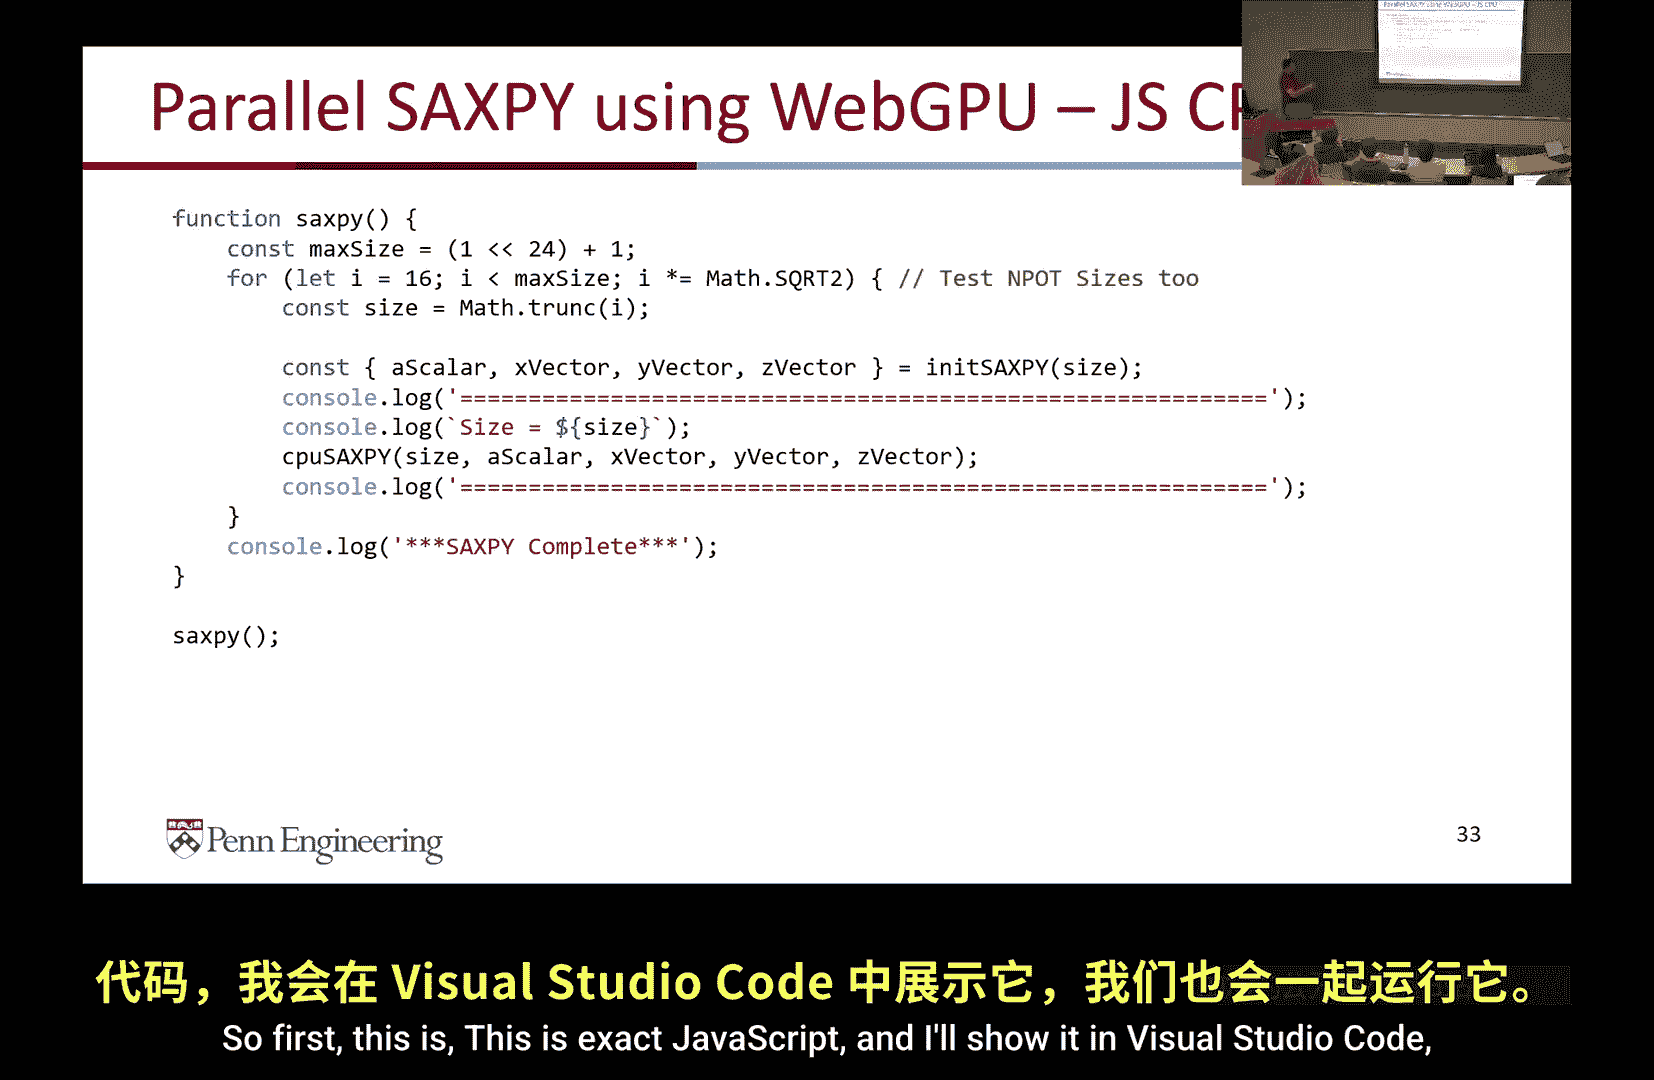 Parallel SAXPY using WebGPU – JS
function saxpy() {
    const maxSize = (1 << 24) + 1;
    for (let i = 16; i < maxSize; i *= Math.SQRT2) { // Test NPOT Sizes too
        const size = Math.trunc(i);
        const { aScalar, xVector, yVector, zVector } = initSAXPY(size);
        console.log('===========================================================');
        console.log(`Size = ${size}`);
        cpuSAXPY(size, aScalar, xVector, yVector, zVector);
        console.log('===========================================================');
    }
    console.log('***SAXPY Complete***');
}
saxpy();
Penn Engineering
33
代码，我会在 Visual Studio Code 中展示它，我们也会一起运行它。
So first, this is, This is exact JavaScript, and I'll show it in Visual Studio Code,